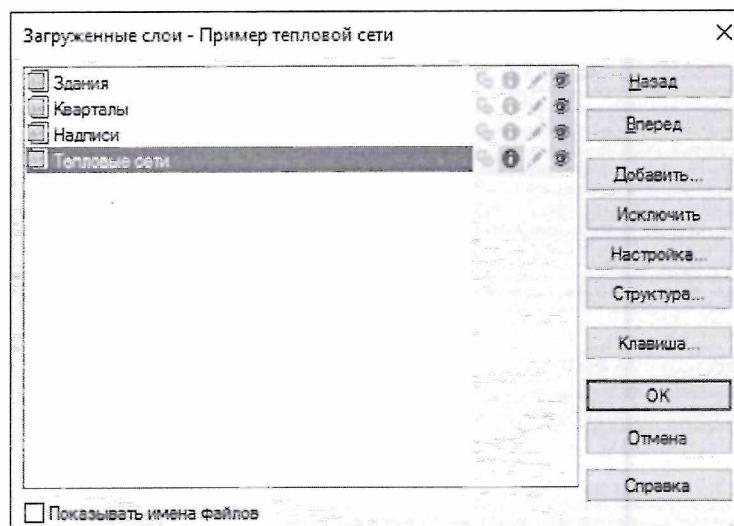 Загруженные слои - Пример тепловой сети
Здания
Кварталы
Надписи
Тепловые сети
Назад
Вперед
Добавить...
Исключить
Настройка...
Структура...
Клавиша...
OK
Отмена
Справка
Показывать имена файлов